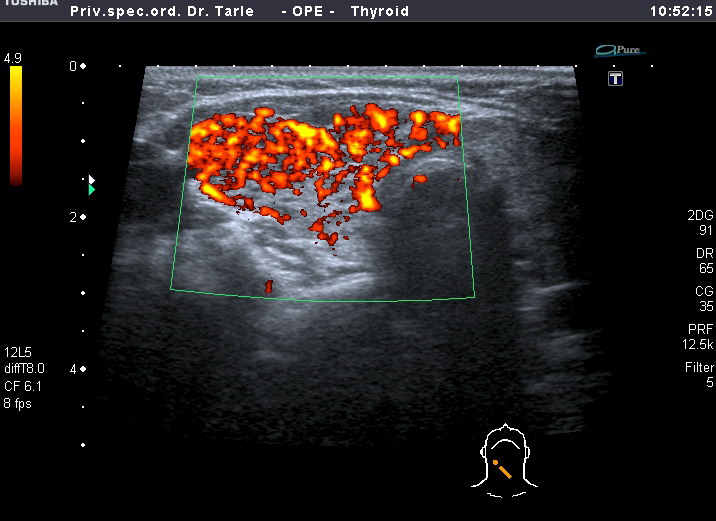 TOSHIBA
Priv.spec.ord. Dr. Tarle - OPE - Thyroid 10:52:15
4.9
0
aPure
T
2
2DG
91
DR
65
CG
35
PRF
12.5k
12L5
diffT8.0
4
Filter
CF 6.1
5
8 fps